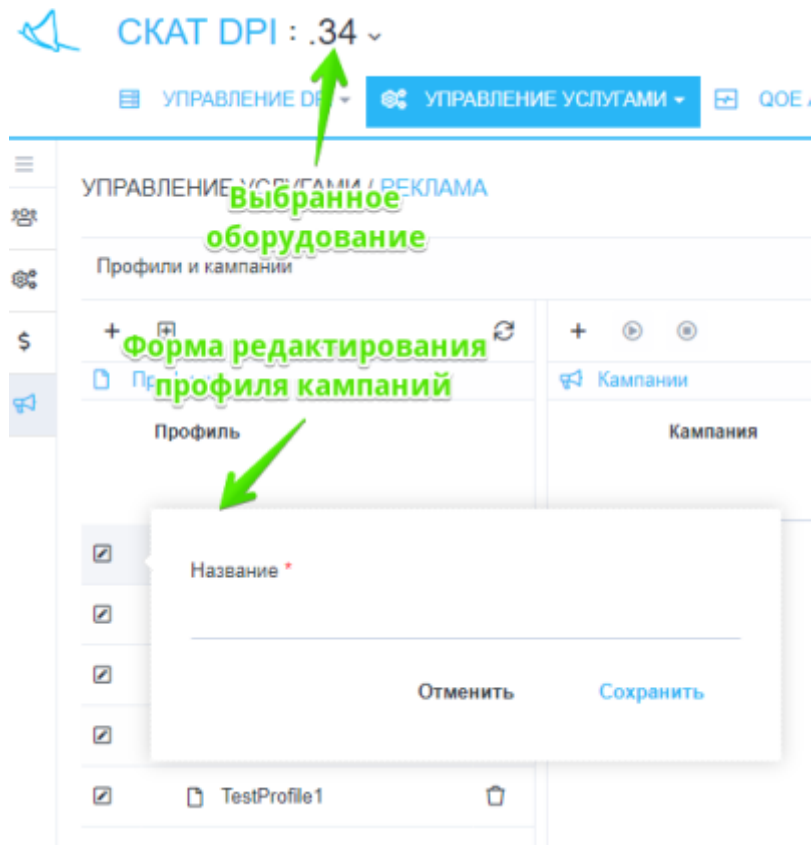 СКАТ DPI : .34
УПРАВЛЕНИЕ УСЛУГАМИ
QOE
УПРАВЛЕНИЕ
УПРАВЛЕНИЕ УСЛУГАМИ / РЕКЛАМА
Выбранное
оборудование
Профили и кампании
Форма редактирования
профиля кампаний
Кампании
Профиль
Кампания
Название *
Отменить
Сохранить
TestProfile1